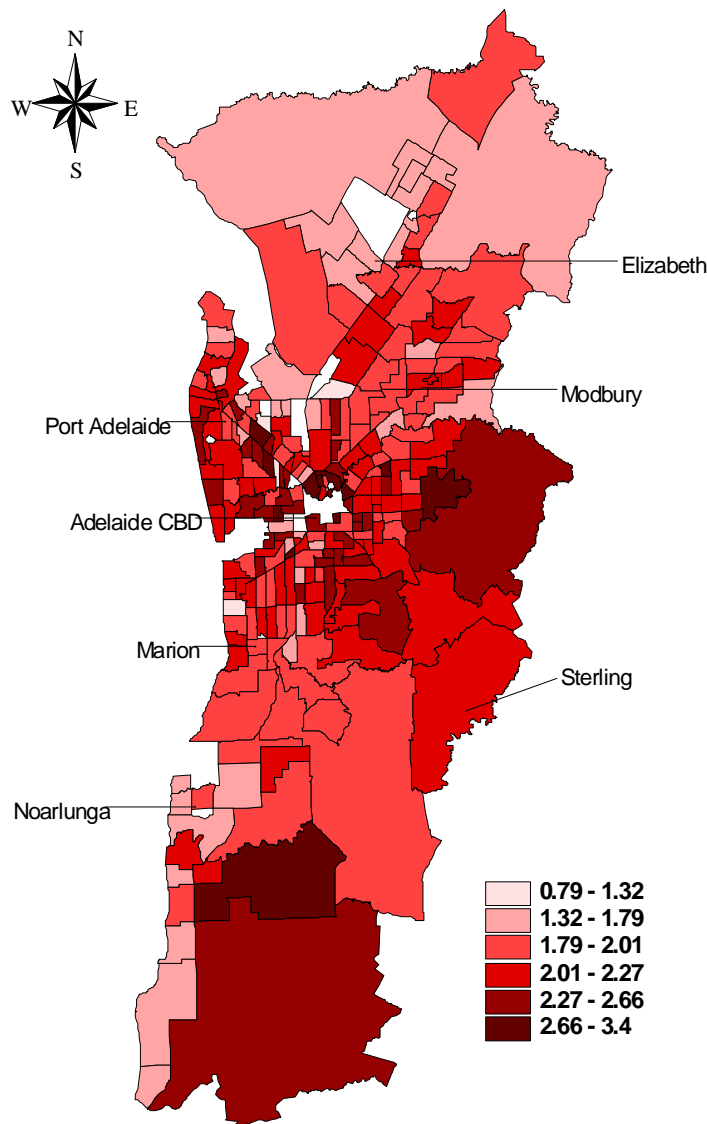 N
W E
S
Elizabeth
Modbury
Port Adelaide
Adelaide CBD
Marion
Sterling
Noarlunga
0.79 - 1.32
1.32 - 1.79
1.79 - 2.01
2.01 - 2.27
2.27 - 2.66
2.66 - 3.4